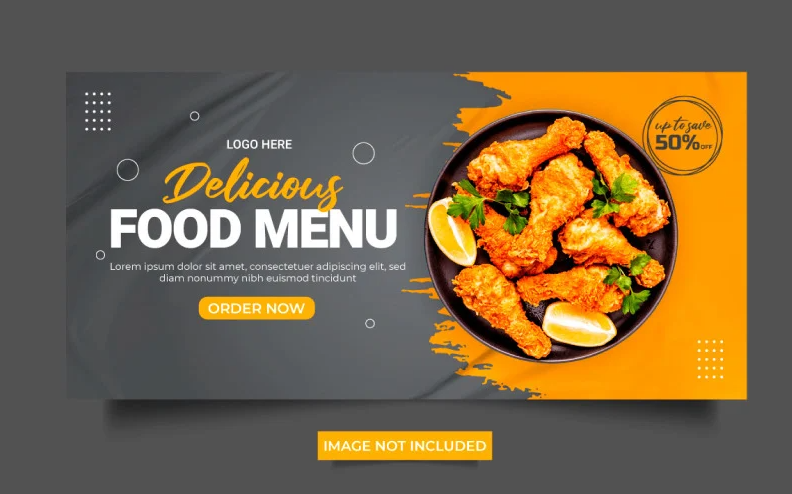 LOGO HERE
Delicious
FOOD MENU
Lorem ipsum dolor sit amet, consectetuer adipiscing elit, sed
diam nonummy nibh euismod tincidunt
ORDER NOW
up to save
50% OFF
IMAGE NOT INCLUDED